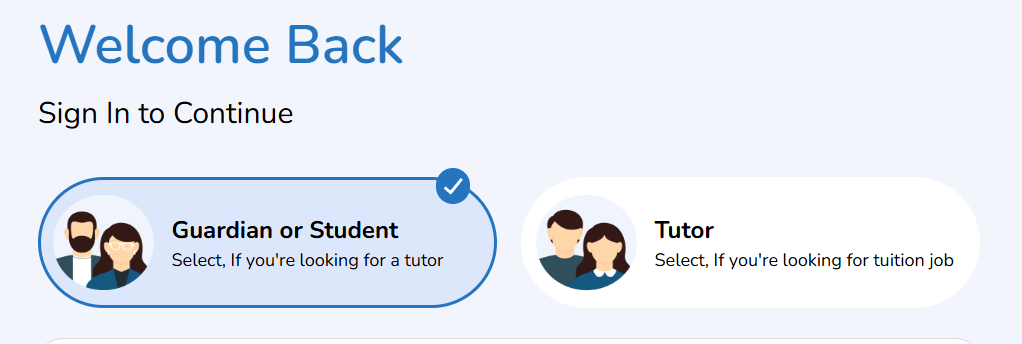 Welcome Back
Sign In to Continue
Guardian or Student
Select, If you're looking for a tutor
Tutor
Select, If you're looking for tuition job